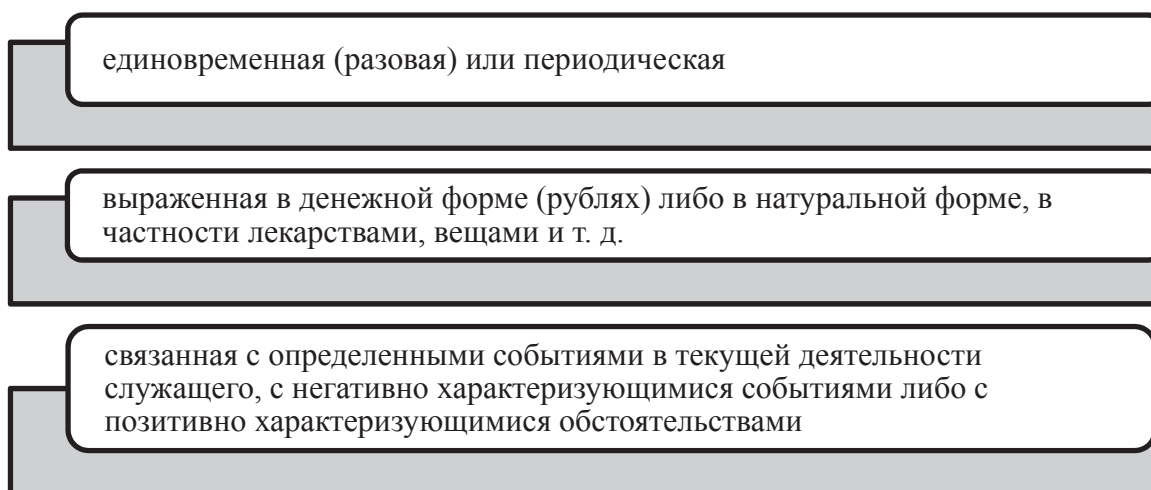 единовременная (разовая) или периодическая
выраженная в денежной форме (рублях) либо в натуральной форме, в
частности лекарствами, вещами и т. д.
связанная с определенными событиями в текущей деятельности
служащего, с негативно характеризующимися событиями либо с
позитивно характеризующимися обстоятельствами